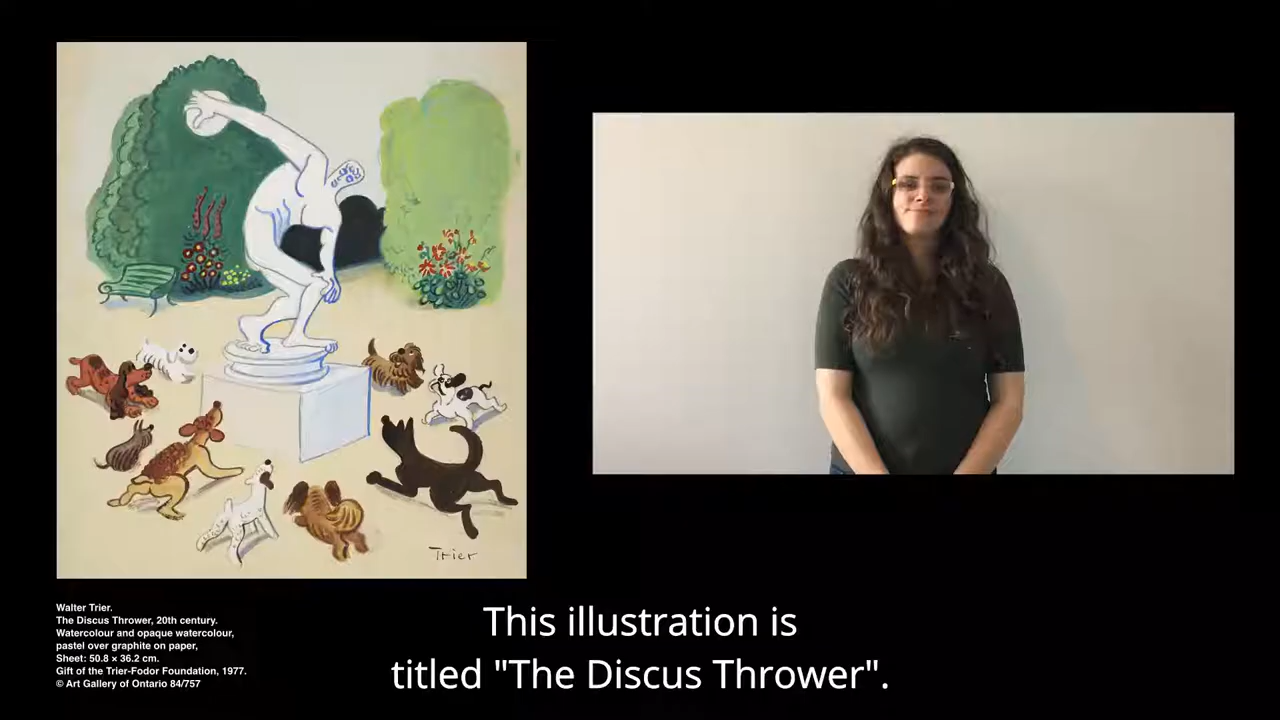 Trier
Walter Trier.
The Discus Thrower, 20th century.
Watercolour and opaque watercolour,
pastel over graphite on paper,
Sheet: 50.8 × 36.2 cm.
Gift of the Trier-Fodor Foundation, 1977.
© Art Gallery of Ontario 84/757
This illustration is
titled "The Discus Thrower".